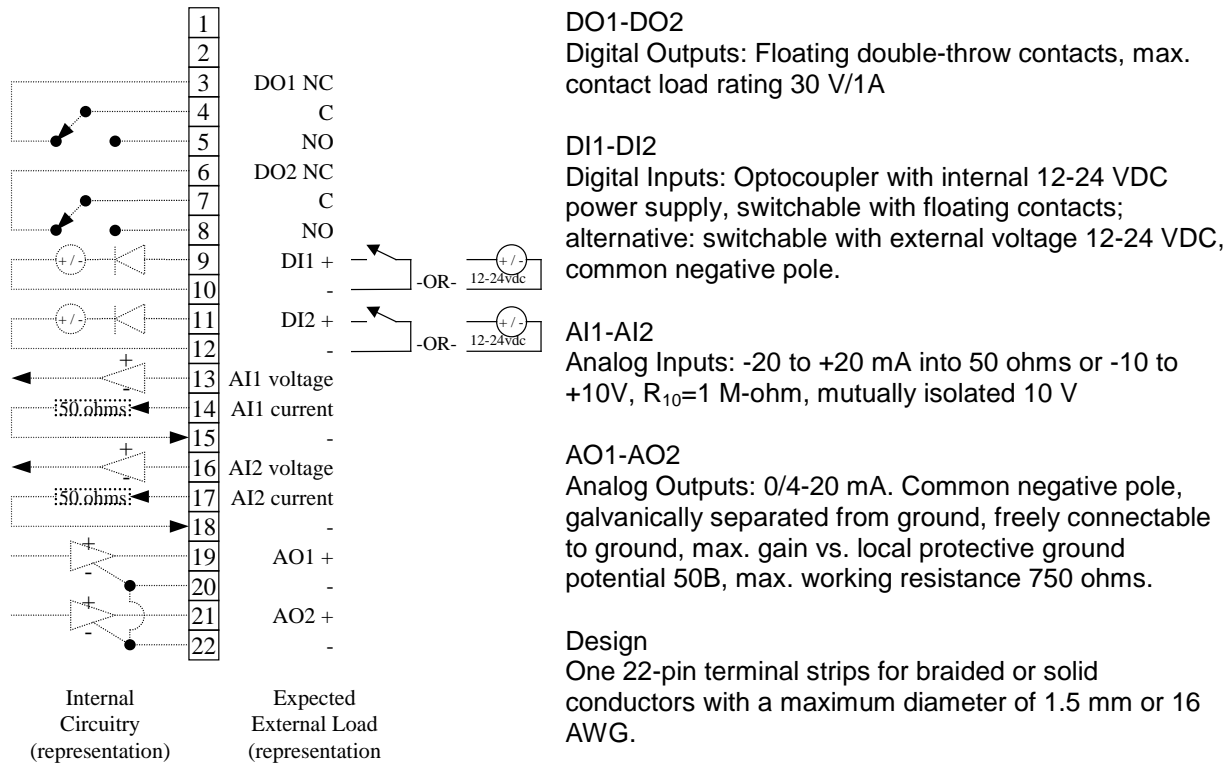 1
2
3 DO1 NC
4 C
5 NO
6 DO2 NC
7 C
8 NO
+ / - 9 DI1 + + / -
10 - -OR- 12-24vdc
+ / - 11 DI2 + + / -
12 - -OR- 12-24vdc
+
- 13 AI1 voltage
50 ohms 14 AI1 current
15 -
+
- 16 AI2 voltage
50 ohms 17 AI2 current
18 -
+ 19 AO1 +
- 20 -
+ 21 AO2 +
- 22 -
Internal
Circuitry
(representation)
Expected
External Load
(representation
DO1-DO2
Digital Outputs: Floating double-throw contacts, max.
contact load rating 30 V/1A
DI1-DI2
Digital Inputs: Optocoupler with internal 12-24 VDC
power supply, switchable with floating contacts;
alternative: switchable with external voltage 12-24 VDC,
common negative pole.
AI1-AI2
Analog Inputs: -20 to +20 mA into 50 ohms or -10 to
+10V, R10=1 M-ohm, mutually isolated 10 V
AO1-AO2
Analog Outputs: 0/4-20 mA. Common negative pole,
galvanically separated from ground, freely connectable
to ground, max. gain vs. local protective ground
potential 50B, max. working resistance 750 ohms.
Design
One 22-pin terminal strips for braided or solid
conductors with a maximum diameter of 1.5 mm or 16
AWG.